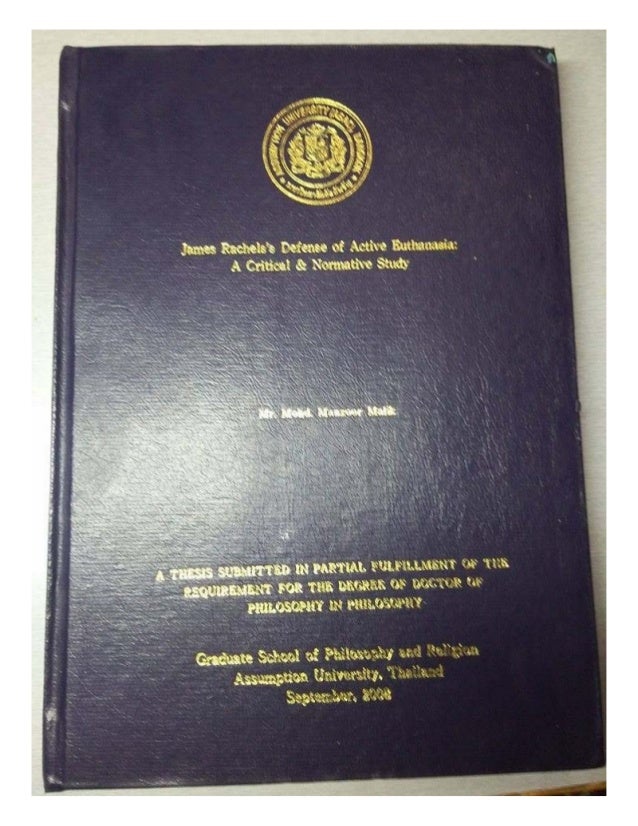 ASSUMPTION UNIVERSITY
James Rachels's Defense of Active Euthanasia:
A Critical & Normative Study
Mr. Mohd. Manzoor Malik
A THESIS SUBMITTED IN PARTIAL FULFILLMENT OF THE
REQUIREMENT FOR THE DEGREE OF DOCTOR OF
PHILOSOPHY IN PHILOSOPHY
Graduate School of Philosophy and Religion
Assumption University, Thailand
September,